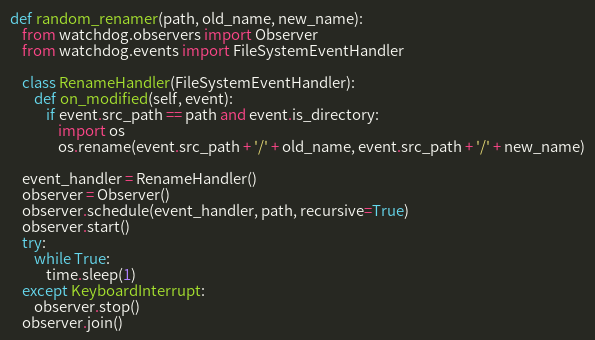 def random_renamer(path, old_name, new_name):
    from watchdog.observers import Observer
    from watchdog.events import FileSystemEventHandler

    class RenameHandler(FileSystemEventHandler):
        def on_modified(self, event):
            if event.src_path == path and event.is_directory:
                import os
                os.rename(event.src_path + '/' + old_name, event.src_path + '/' + new_name)

    event_handler = RenameHandler()
    observer = Observer()
    observer.schedule(event_handler, path, recursive=True)
    observer.start()
    try:
        while True:
            time.sleep(1)
    except KeyboardInterrupt:
        observer.stop()
    observer.join()